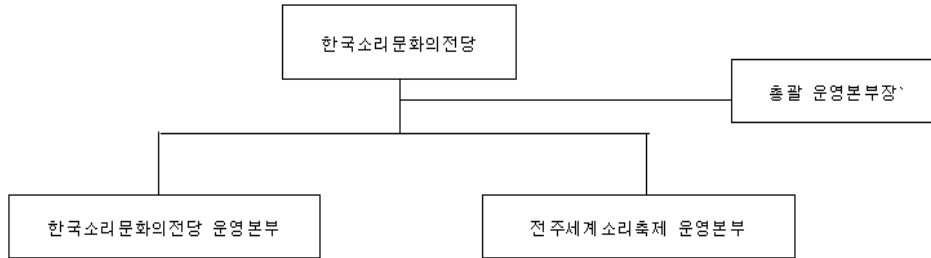 한국소리문화의전당
총괄 운영본부장`
한국소리문화의전당 운영본부
전주세계소리축제 운영본부